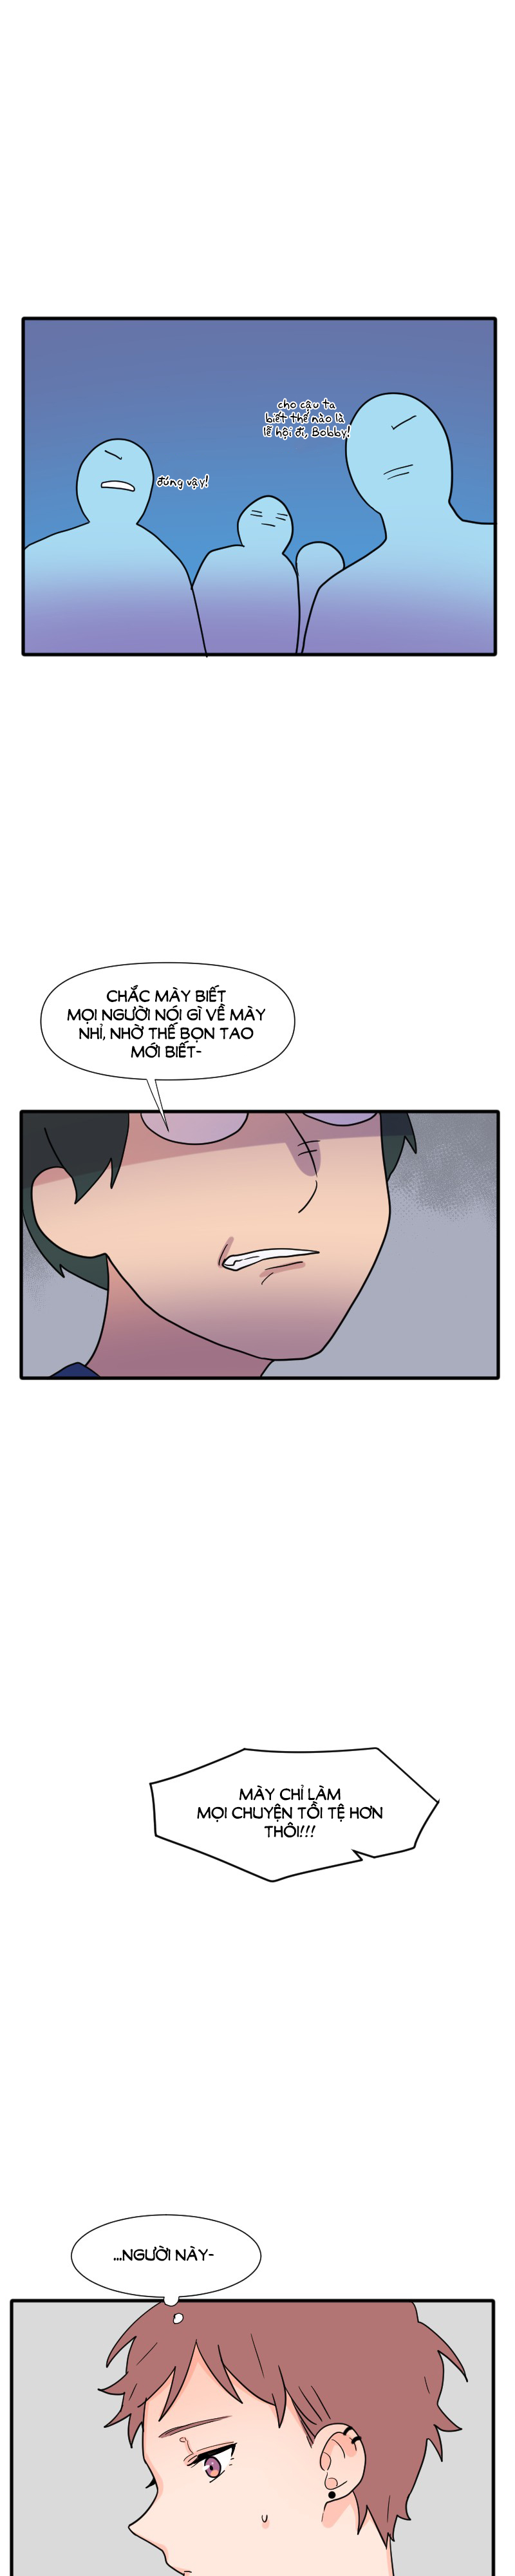 cho cậu ta
biết thế nào là
lễ hội đi, Bobby!
đúng vậy!
CHẮC MÀY BIẾT
MỌI NGƯỜI NÓI GÌ VỀ MÀY
NHỈ, NHỜ THẾ BỌN TAO
MỚI BIẾT-
MÀY CHỈ LÀM
MỌI CHUYỆN TỒI TỆ HƠN
THÔI!!!
...NGƯỜI NÀY-